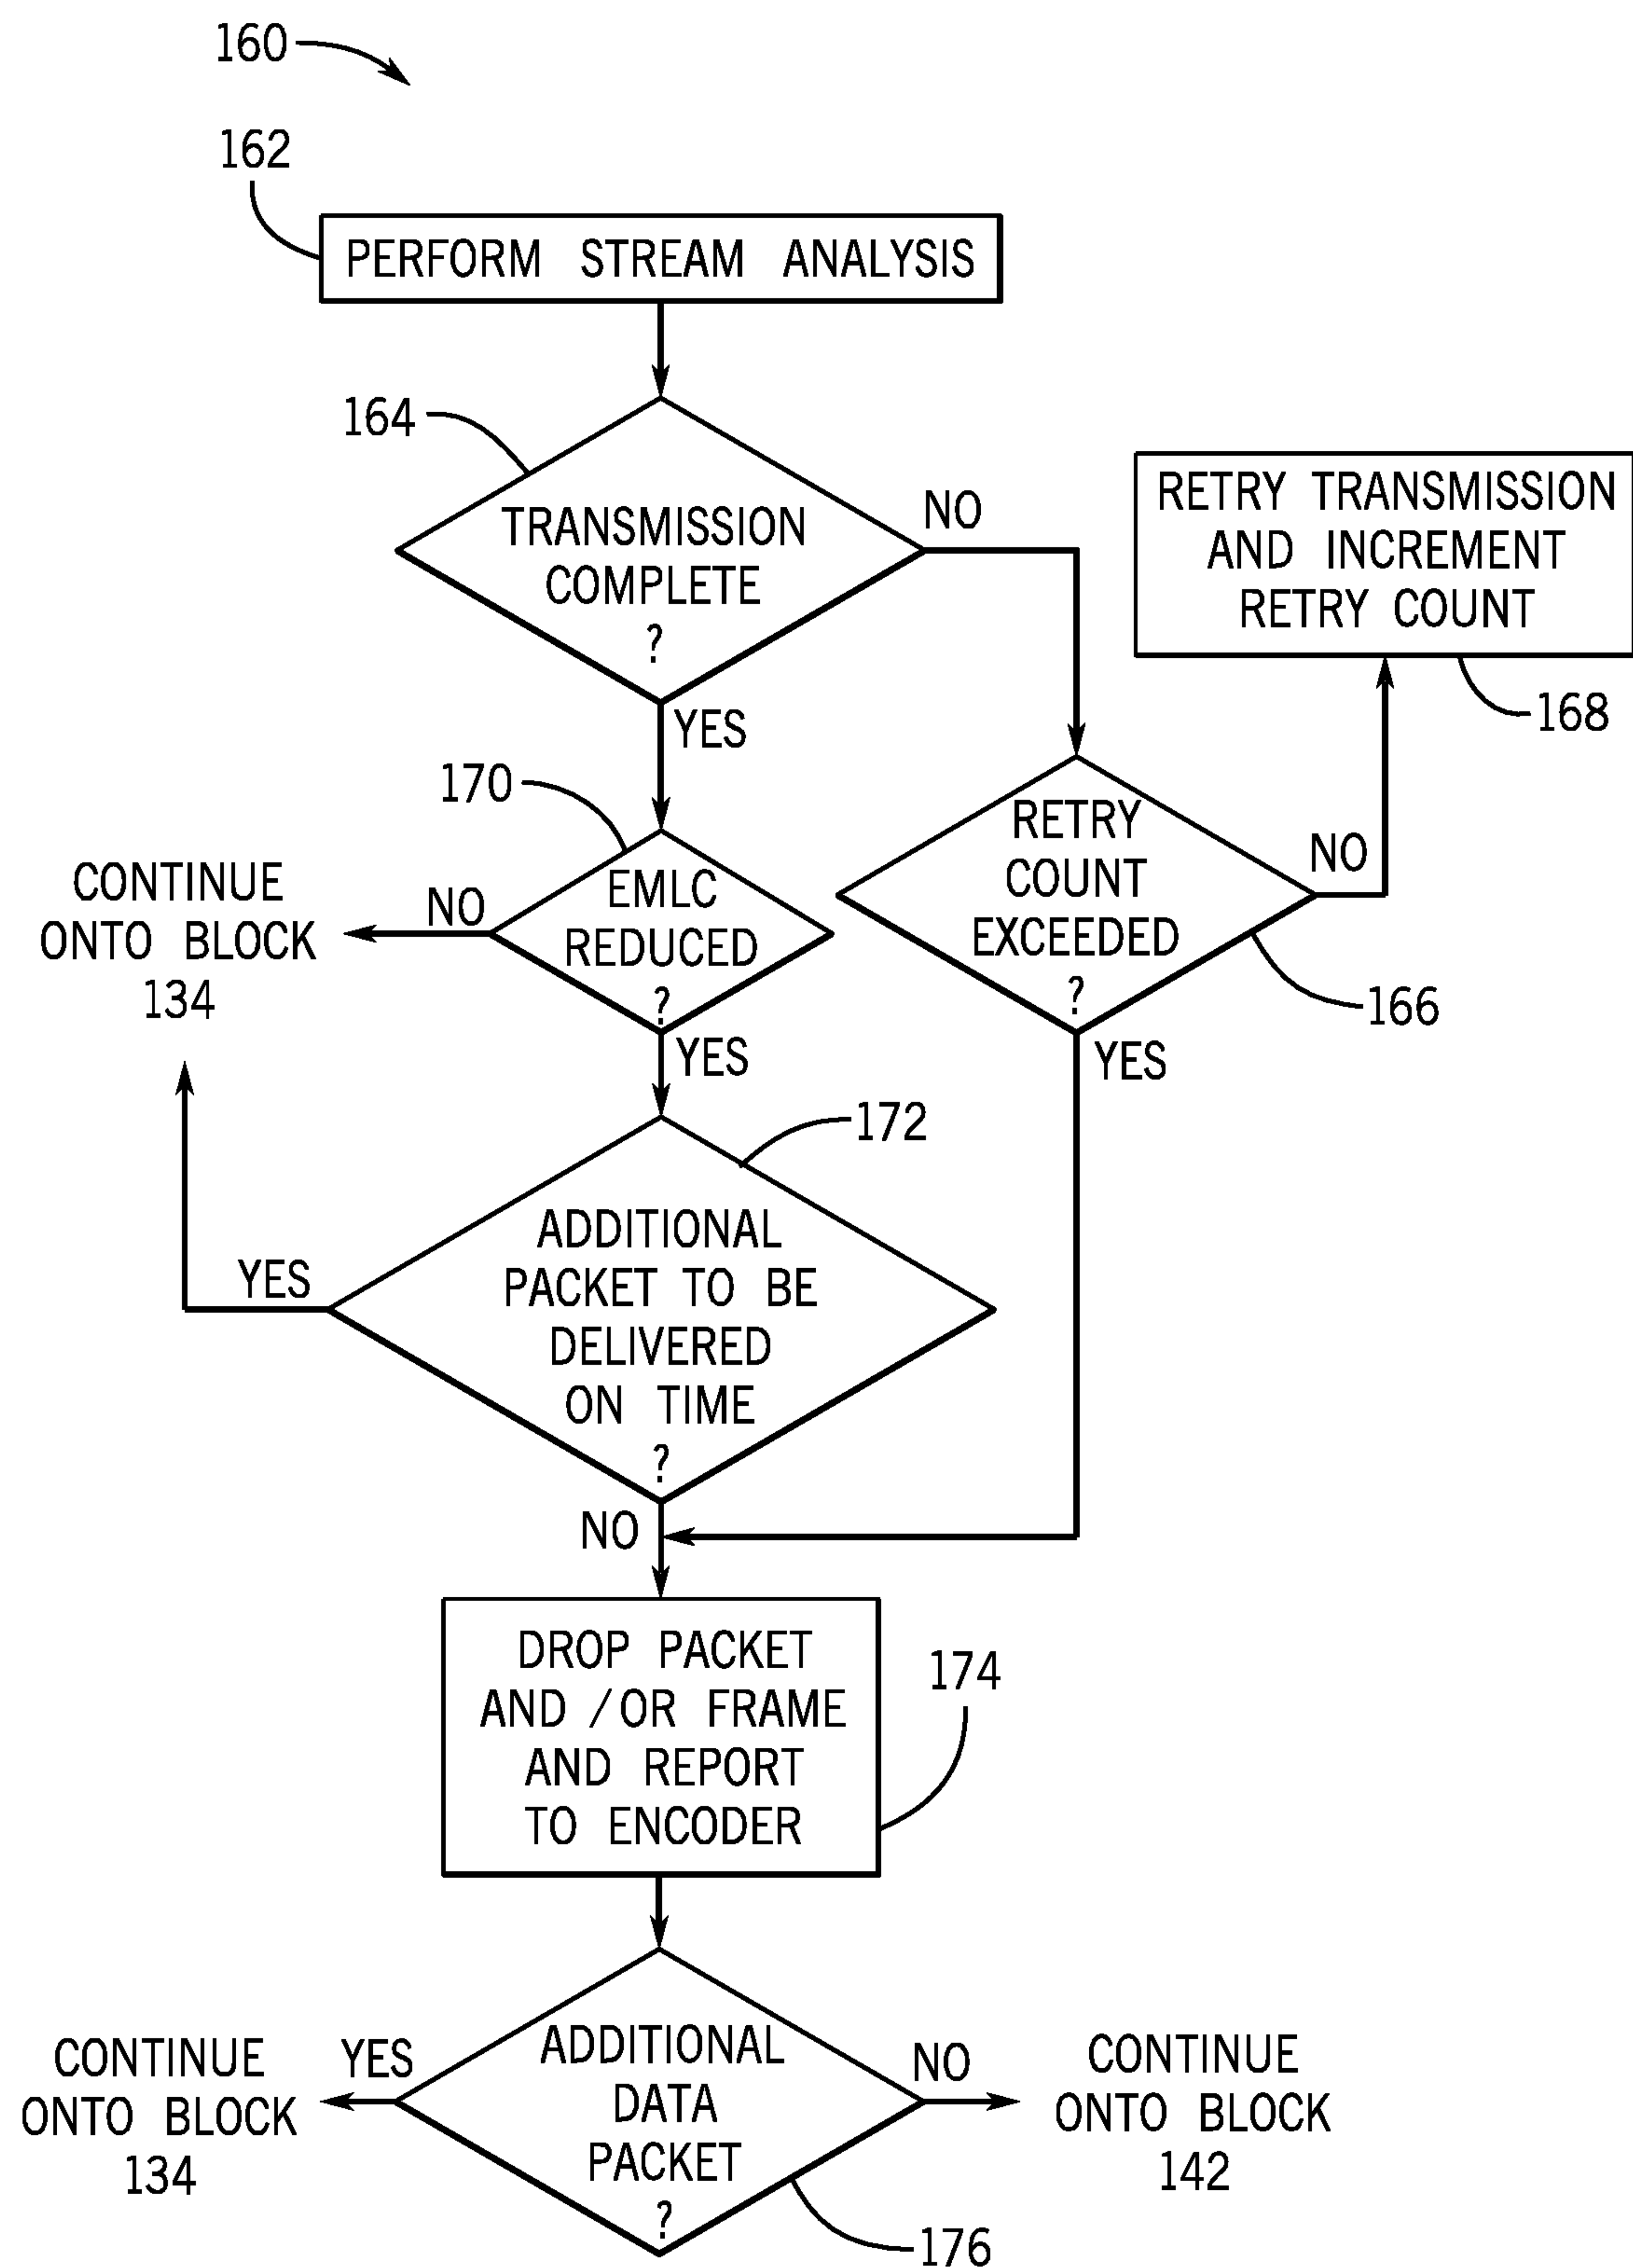 160
162
PERFORM STREAM ANALYSIS
164
TRANSMISSION
COMPLETE
?
NO
YES
RETRY TRANSMISSION
AND INCREMENT
RETRY COUNT
168
170
EMLC
REDUCED
?
NO
YES
CONTINUE
ONTO BLOCK
134
RETRY
COUNT
EXCEEDED
?
NO
166
YES
172
ADDITIONAL
PACKET TO BE
DELIVERED
ON TIME
?
YES
NO
DROP PACKET
AND /OR FRAME
AND REPORT
TO ENCODER
174
ADDITIONAL
DATA
PACKET
?
YES
CONTINUE
ONTO BLOCK
134
NO
CONTINUE
ONTO BLOCK
142
176